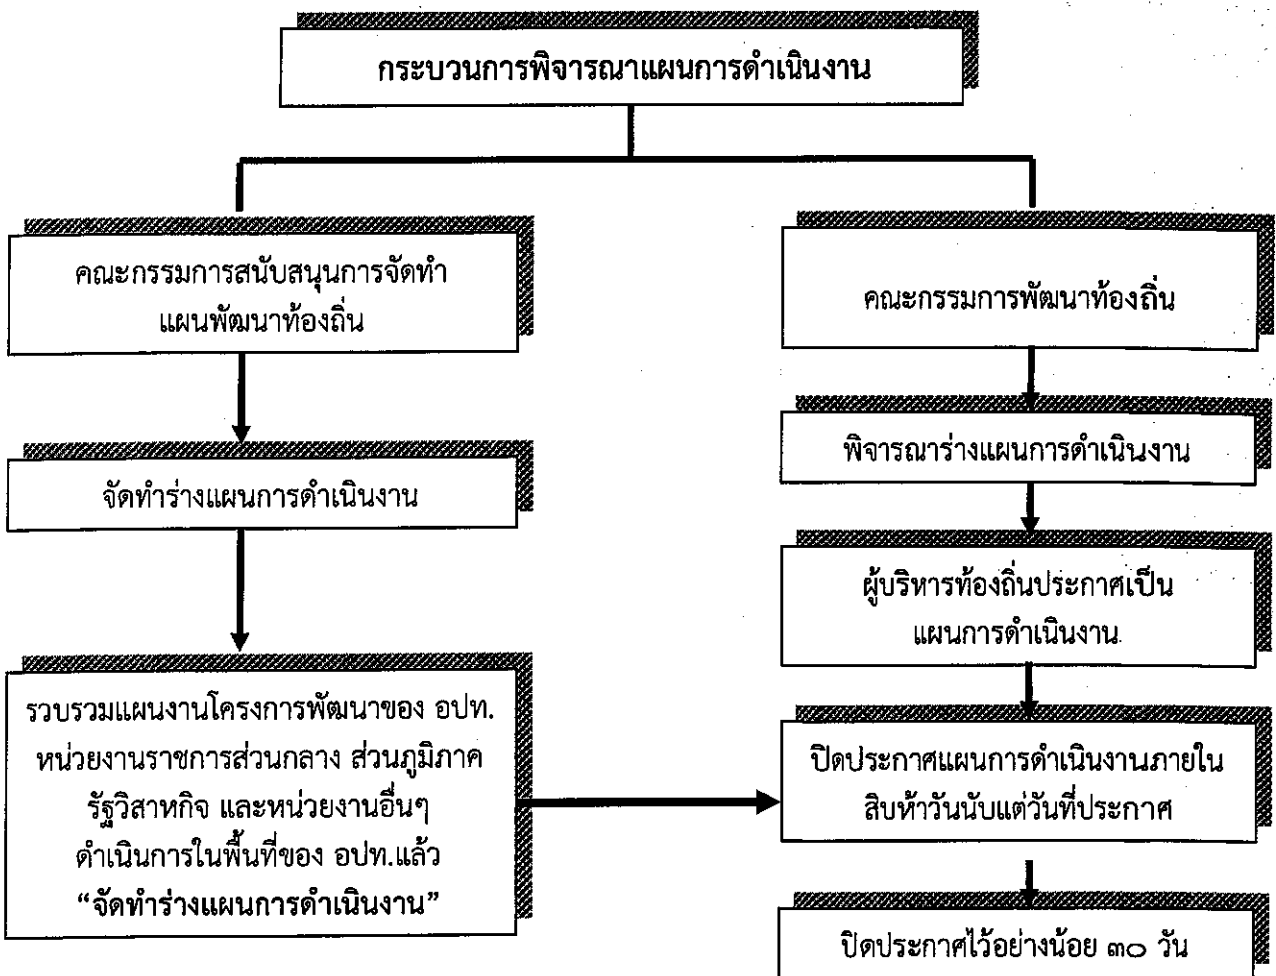 กระบวนการพิจารณาแผนการดำเนินงาน
คณะกรรมการสนับสนุนการจัดทำ
แผนพัฒนาท้องถิ่น
จัดทำร่างแผนการดำเนินงาน
รวบรวมแผนงานโครงการพัฒนาของ อปท.
หน่วยงานราชการส่วนกลาง ส่วนภูมิภาค
รัฐวิสาหกิจ และหน่วยงานอื่นๆ
ดำเนินการในพื้นที่ของ อปท.แล้ว
“จัดทำร่างแผนการดำเนินงาน”
คณะกรรมการพัฒนาท้องถิ่น
พิจารณาร่างแผนการดำเนินงาน
ผู้บริหารท้องถิ่นประกาศเป็น
แผนการดำเนินงาน
ปิดประกาศแผนการดำเนินงานภายใน
สิบห้าวันนับแต่วันที่ประกาศ
ปิดประกาศไว้อย่างน้อย ๓๐ วัน